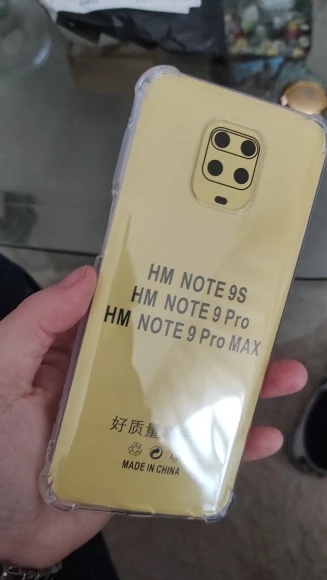 HM NOTE 9S
HM NOTE 9 Pro
HM NOTE 9 Pro MAX
好质量
MADE IN CHINA